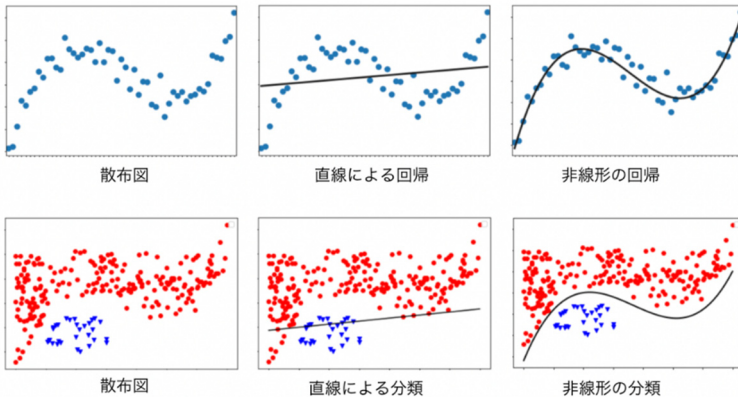 散布図
直線による回帰
非線形の回帰
散布図
直線による分類
非線形の分類